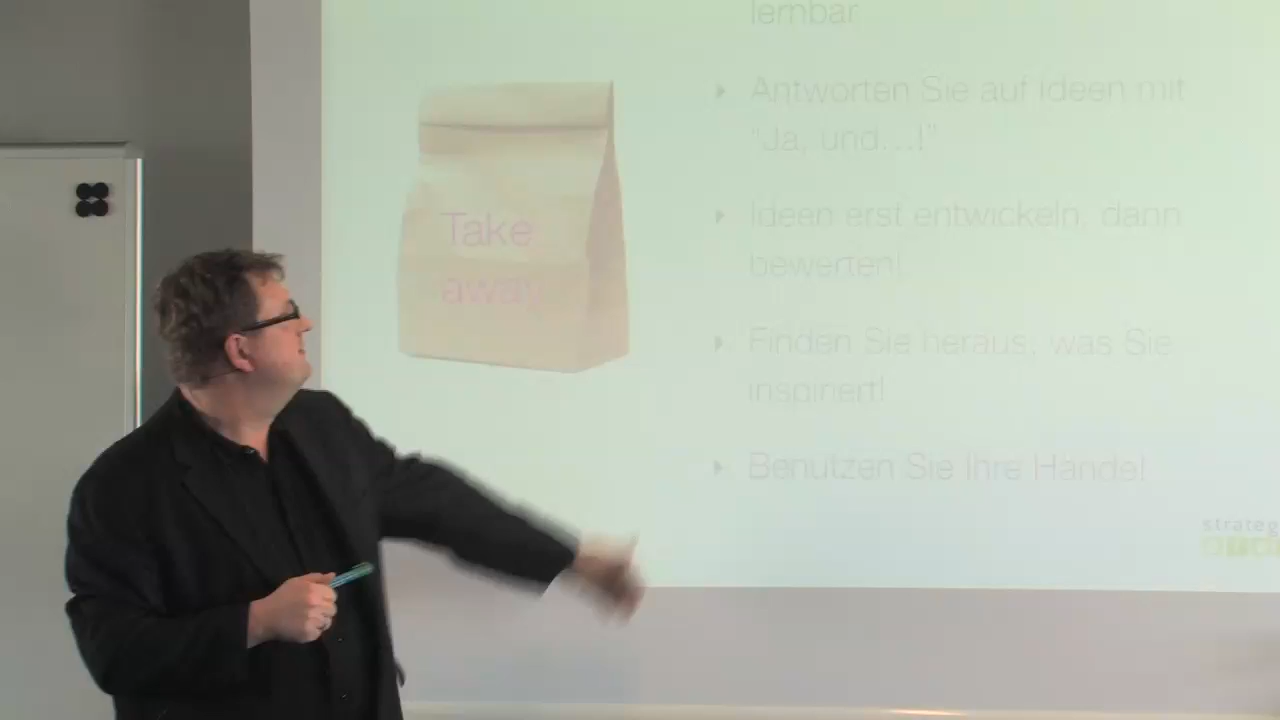 lernbar
Antworten Sie auf Ideen mit
"Ja, und...!"
Ideen erst entwickeln, dann
bewerten!
Finden Sie heraus, was Sie
inspiriert!
Benutzen Sie Ihre Hände!
Take
away
strateg